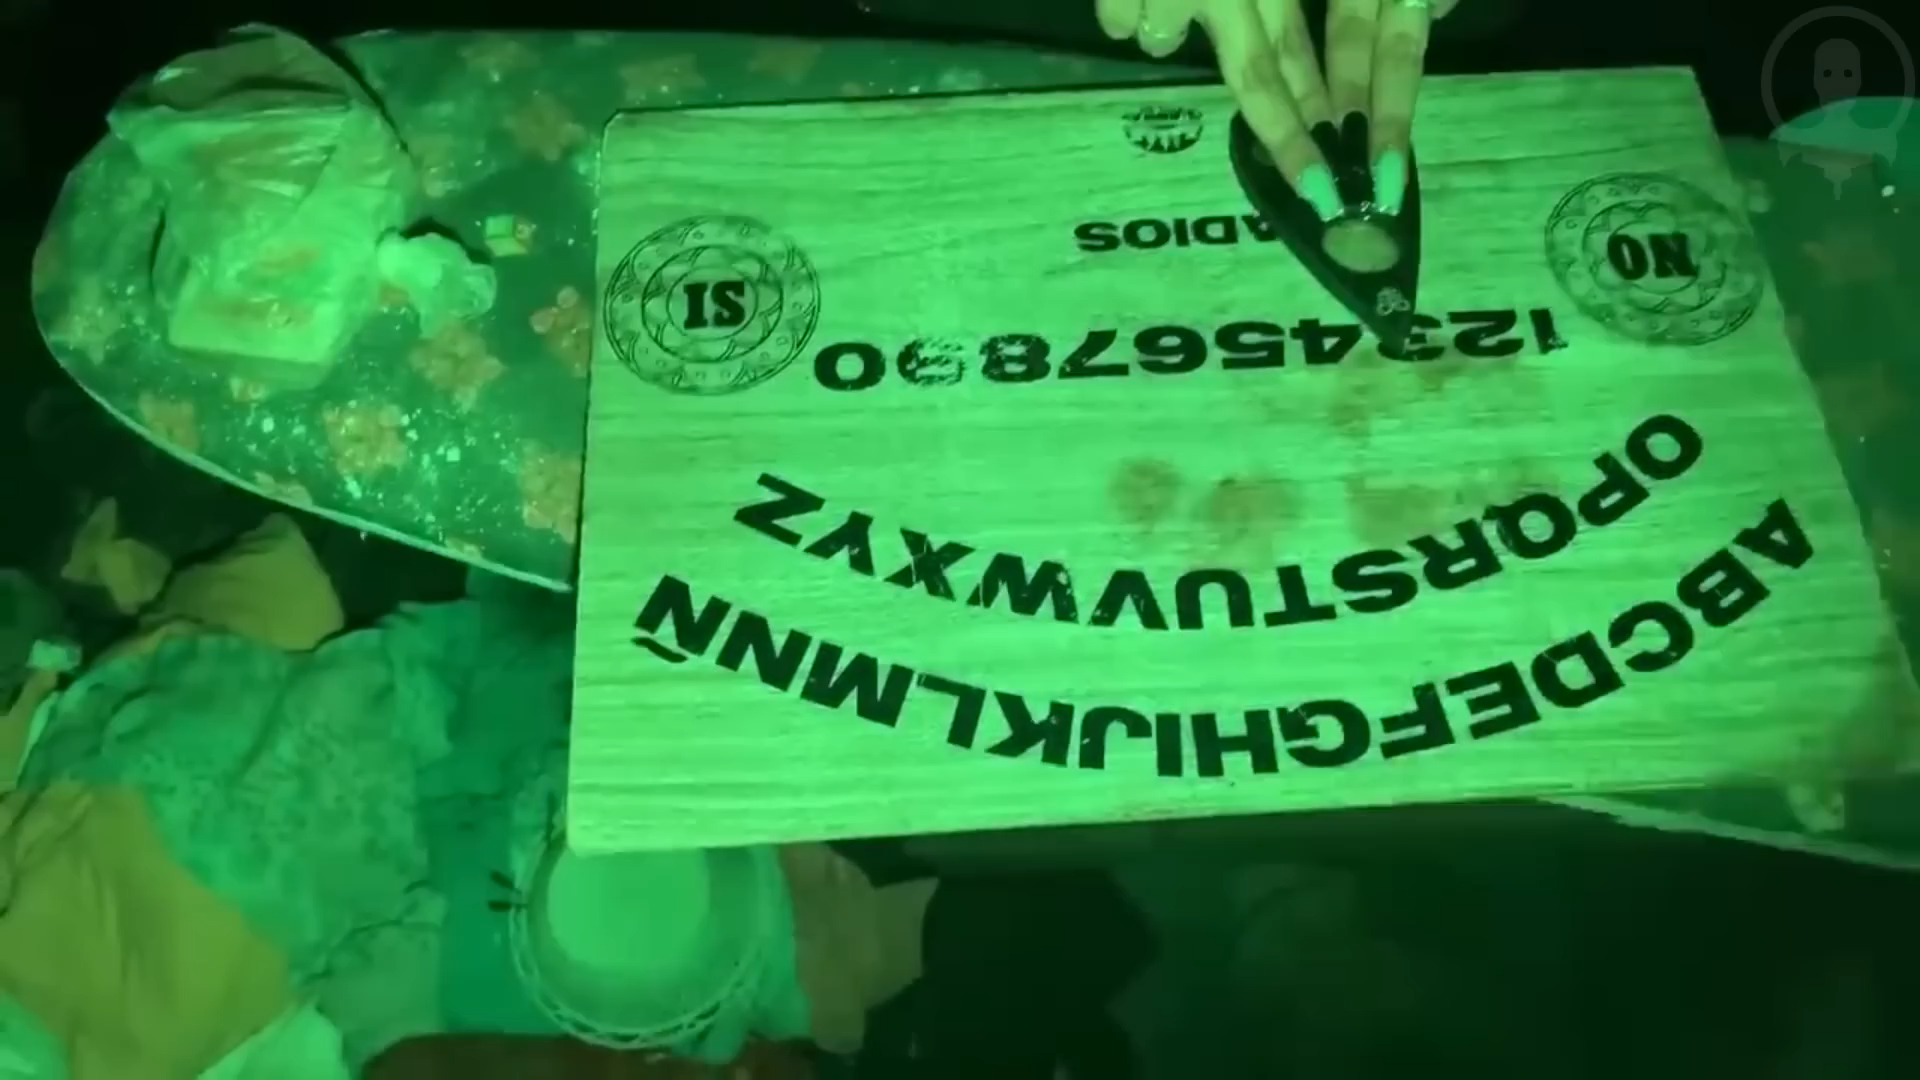 ABCDEFGHIJKLMNÑ
OPQRSTUVWXYZ
1234567890
NO
SI
ADIOS